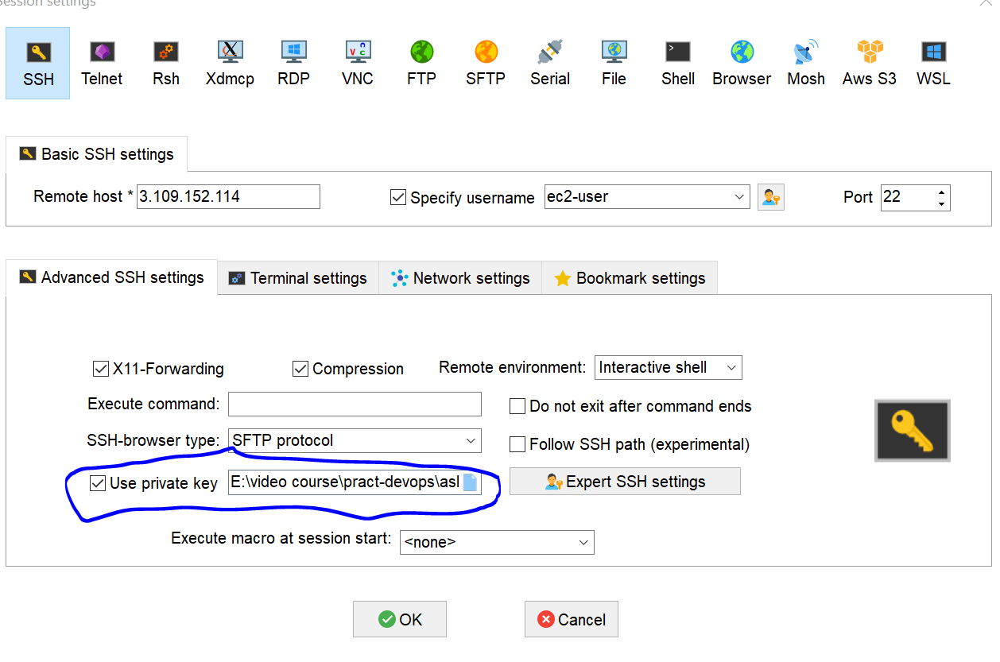 Session settings
SSH Telnet Rsh Xdmcp RDP VNC FTP SFTP Serial File Shell Browser Mosh Aws S3 WSL
Basic SSH settings
Remote host * 3.109.152.114 Specify username ec2-user Port 22
Advanced SSH settings Terminal settings Network settings Bookmark settings
X11-Forwarding Compression Remote environment: Interactive shell
Execute command: Do not exit after command ends
SSH-browser type: SFTP protocol Follow SSH path (experimental)
Use private key E:\video course\pract-devops\asl Expert SSH settings
Execute macro at session start: <none>
OK Cancel